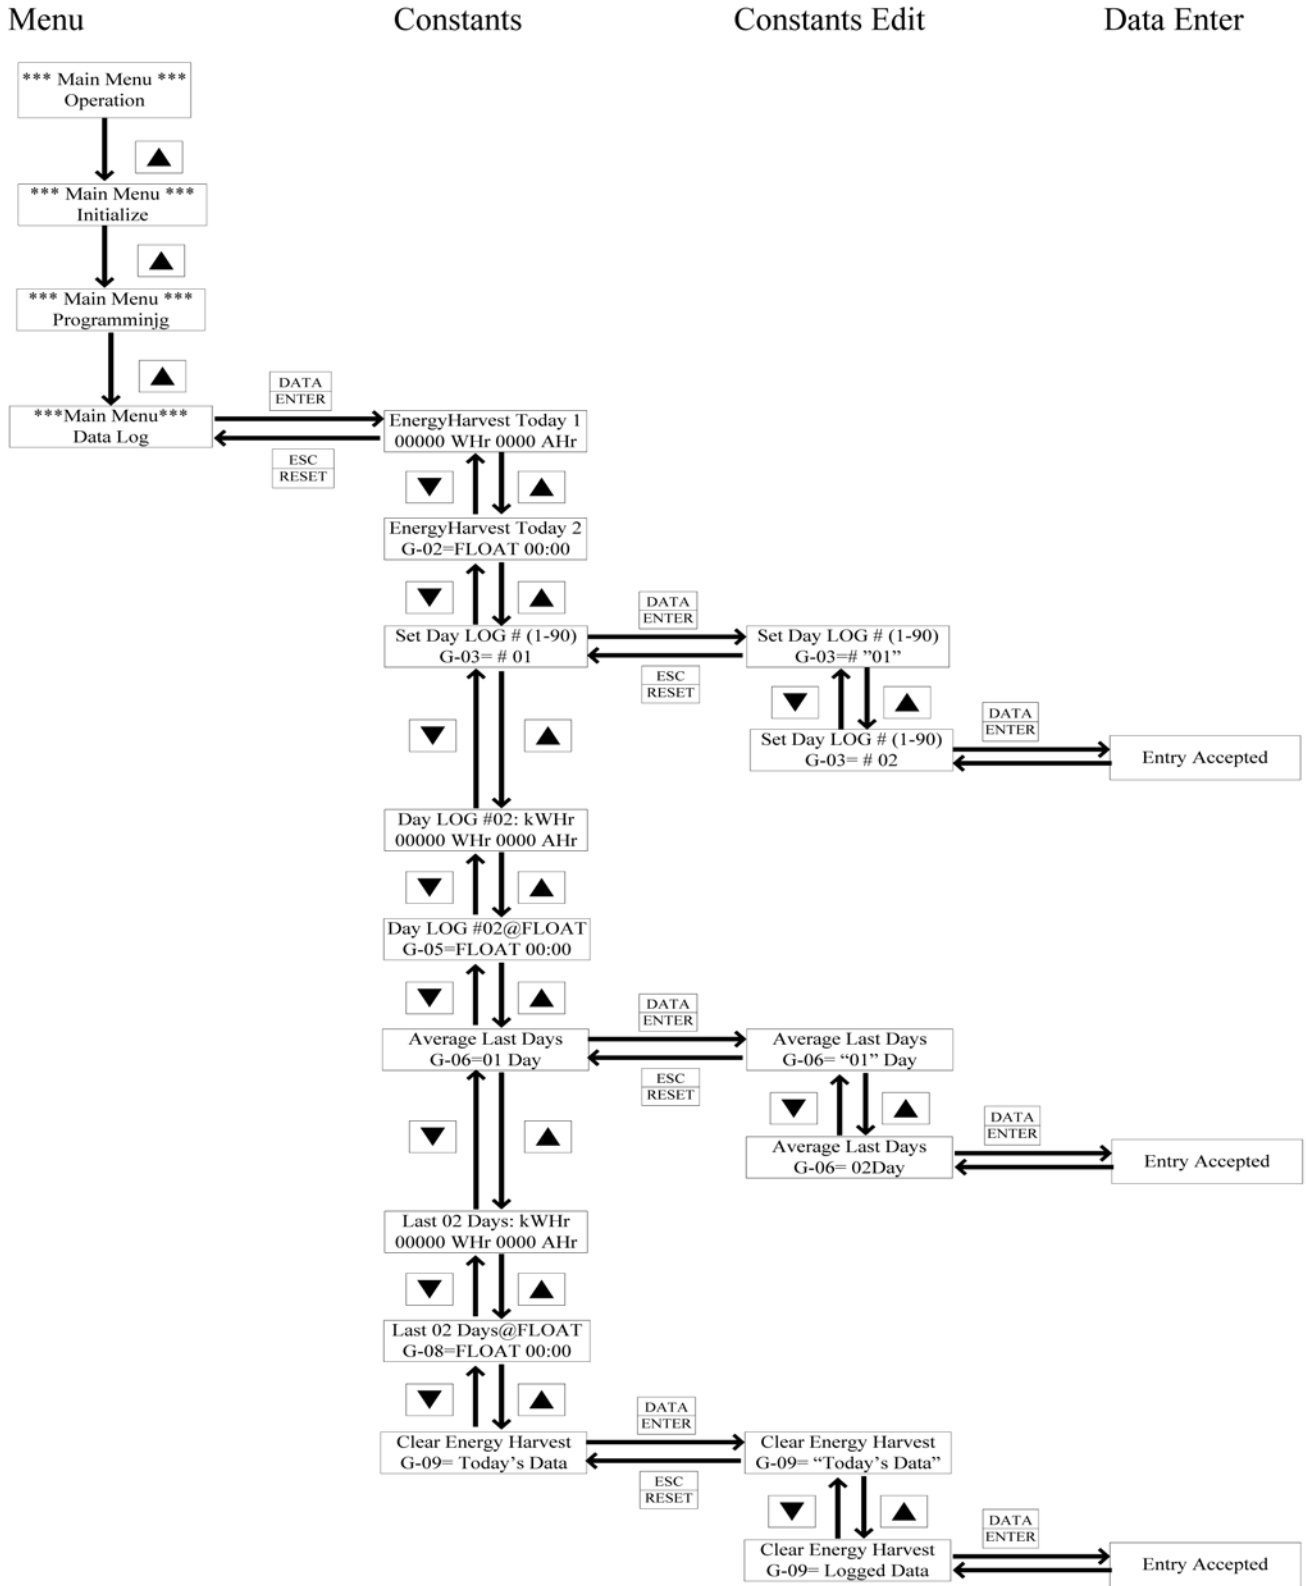 Menu
Constants
Constants Edit
Data Enter
*** Main Menu ***
Operation
*** Main Menu ***
Initialize
*** Main Menu ***
Programminjg
***Main Menu***
Data Log
DATA
ENTER
ESC
RESET
EnergyHarvest Today 1
00000 WHr 0000 AHr
EnergyHarvest Today 2
G-02=FLOAT 00:00
Set Day LOG # (1-90)
G-03= # 01
DATA
ENTER
ESC
RESET
Set Day LOG # (1-90)
G-03=# ”01”
Set Day LOG # (1-90)
G-03= # 02
DATA
ENTER
Entry Accepted
Day LOG #02: kWHr
00000 WHr 0000 AHr
Day LOG #02@FLOAT
G-05=FLOAT 00:00
Average Last Days
G-06=01 Day
DATA
ENTER
ESC
RESET
Average Last Days
G-06= “01” Day
Average Last Days
G-06= 02Day
DATA
ENTER
Entry Accepted
Last 02 Days: kWHr
00000 WHr 0000 AHr
Last 02 Days@FLOAT
G-08=FLOAT 00:00
Clear Energy Harvest
G-09= Today’s Data
DATA
ENTER
ESC
RESET
Clear Energy Harvest
G-09= “Today’s Data”
Clear Energy Harvest
G-09= Logged Data
DATA
ENTER
Entry Accepted